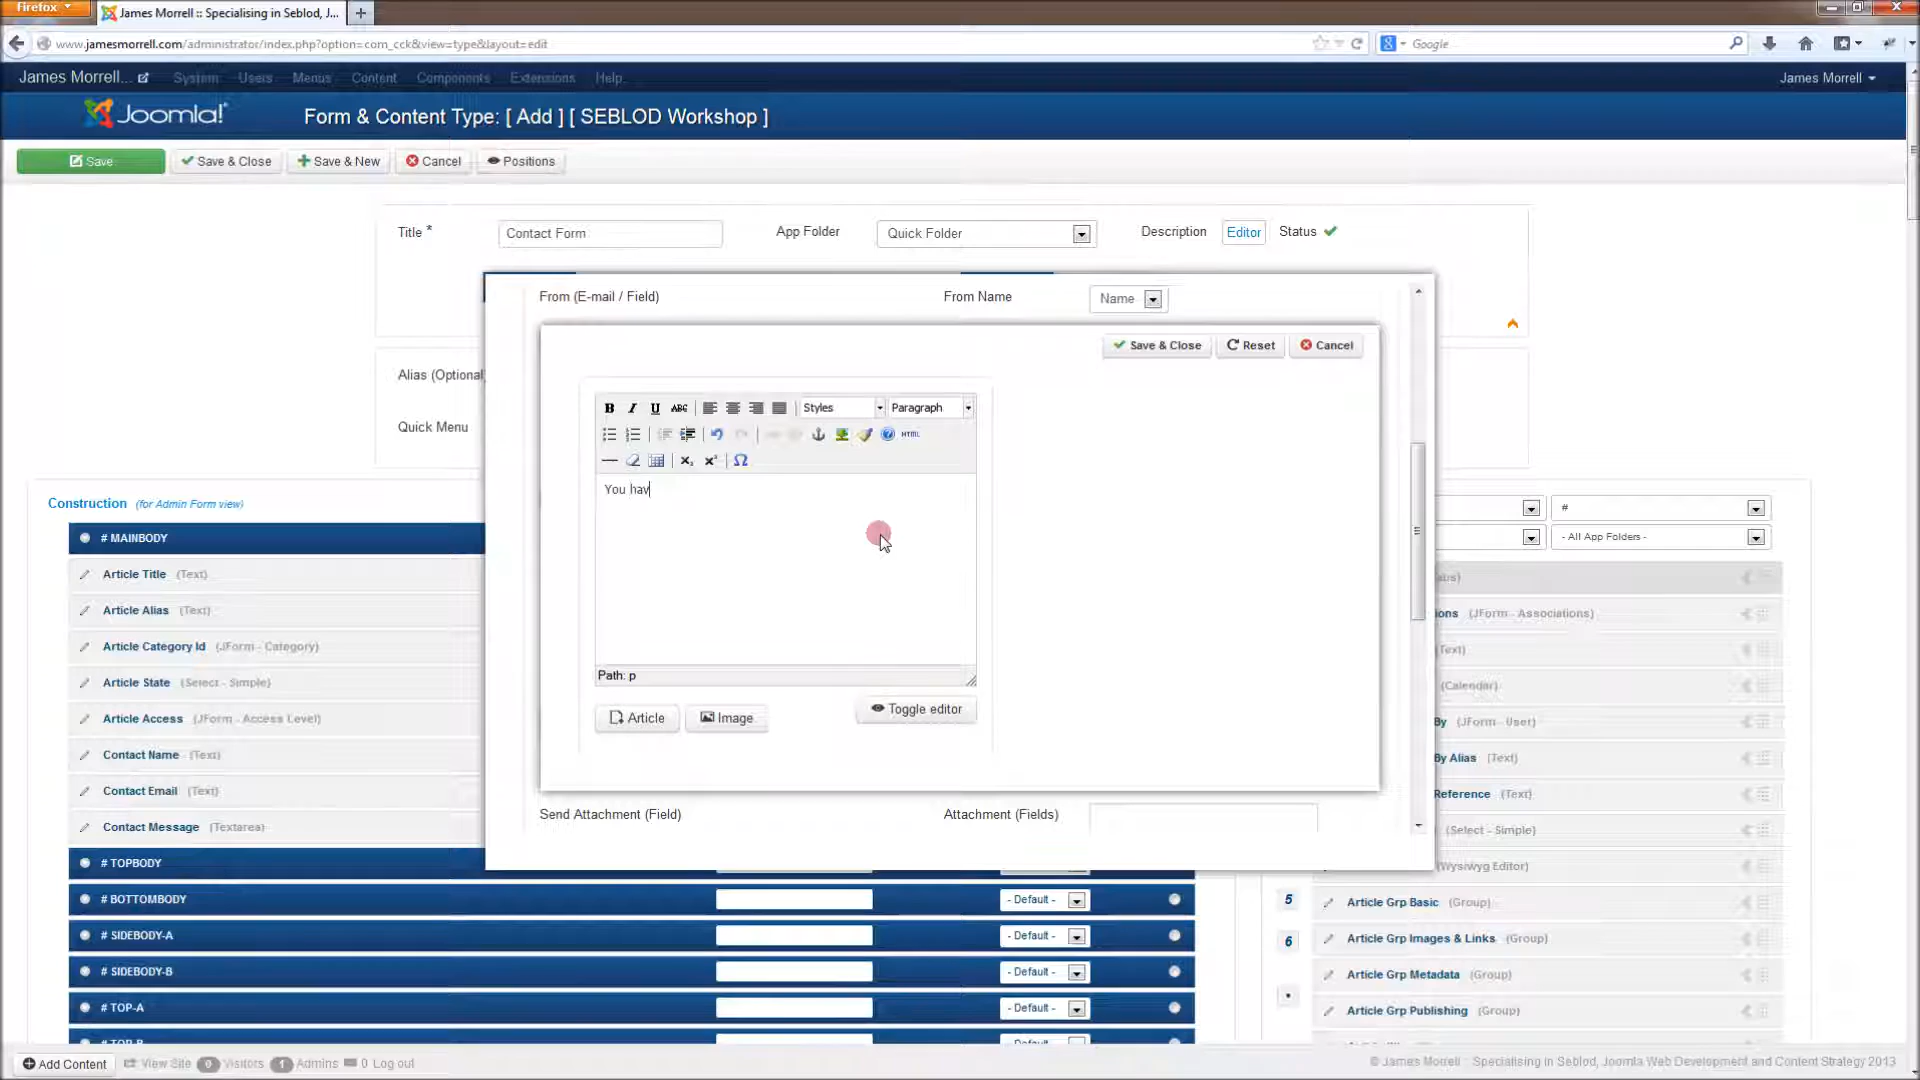 Firefox
James Morrell :: Specialising in Seblod, J...
www.jamesmorrell.com/administrator/index.php?option=com_cck&view=type&layout=edit
Google
James Morrell...
System
Users
Menus
Content
Components
Extensions
Help
James Morrell
Joomla!
Form & Content Type: [ Add ] [ SEBLOD Workshop ]
Save
Save & Close
Save & New
Cancel
Positions
Title *
Contact Form
App Folder
Quick Folder
Description
Editor
Status
From (E-mail / Field)
From Name
Name
Save & Close
Reset
Cancel
Alias (Optional)
Quick Menu
B I U ABC
Styles
Paragraph
HTML
You hav
Path: p
Article
Image
Toggle editor
Send Attachment (Field)
Attachment (Fields)
Construction (for Admin Form view)
# MAINBODY
Article Title (Text)
Article Alias (Text)
Article Category Id (JForm - Category)
Article State (Select - Simple)
Article Access (JForm - Access Level)
Contact Name (Text)
Contact Email (Text)
Contact Message (Textarea)
# TOPBODY
# BOTTOMBODY
- Default -
# SIDEBODY-A
- Default -
# SIDEBODY-B
- Default -
# TOP-A
- Default -
# TOP-B
- Default -
#
- All App Folders -
abs)
ions (JForm - Associations)
(Text)
(Calendar)
By (JForm - User)
By Alias (Text)
Reference (Text)
(Select - Simple)
(Wysiwyg Editor)
5
Article Grp Basic (Group)
6
Article Grp Images & Links (Group)
Article Grp Metadata (Group)
Article Grp Publishing (Group)
Add Content
View Site
0 Visitors
1 Admins
0
Log out
© James Morrell :: Specialising in Seblod, Joomla Web Development and Content Strategy 2013